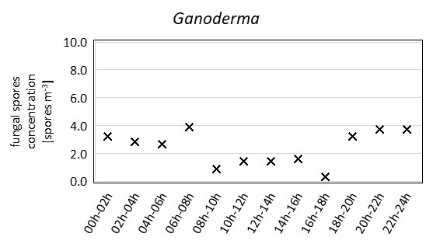 Ganoderma
fungal spores
concentration
[spores m⁻³]
10.0
8.0
6.0
4.0
2.0
0.0
00h-02h
02h-04h
04h-06h
06h-08h
08h-10h
10h-12h
12h-14h
14h-16h
16h-18h
18h-20h
20h-22h
22h-24h